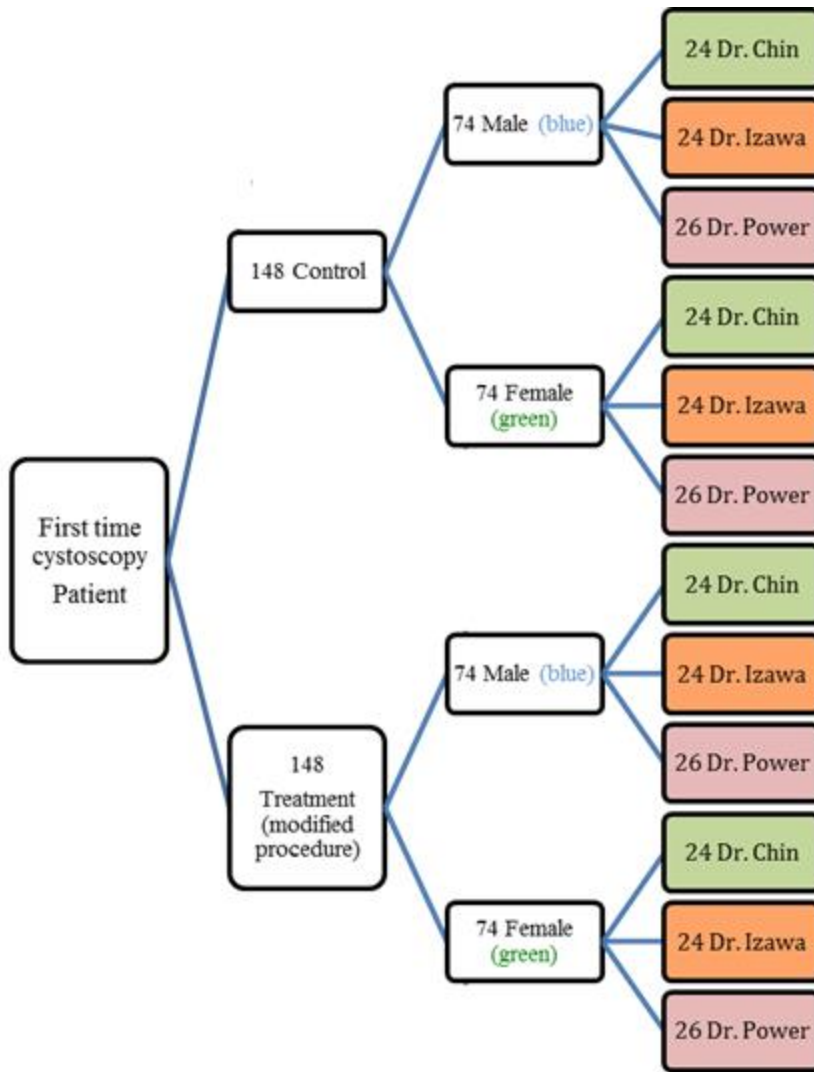 24 Dr. Chin
74 Male (blue)
24 Dr. Izawa
26 Dr. Power
148 Control
24 Dr. Chin
74 Female
(green)
24 Dr. Izawa
26 Dr. Power
First time
cystoscopy
Patient
24 Dr. Chin
74 Male (blue)
24 Dr. Izawa
26 Dr. Power
148
Treatment
(modified
procedure)
24 Dr. Chin
74 Female
(green)
24 Dr. Izawa
26 Dr. Power